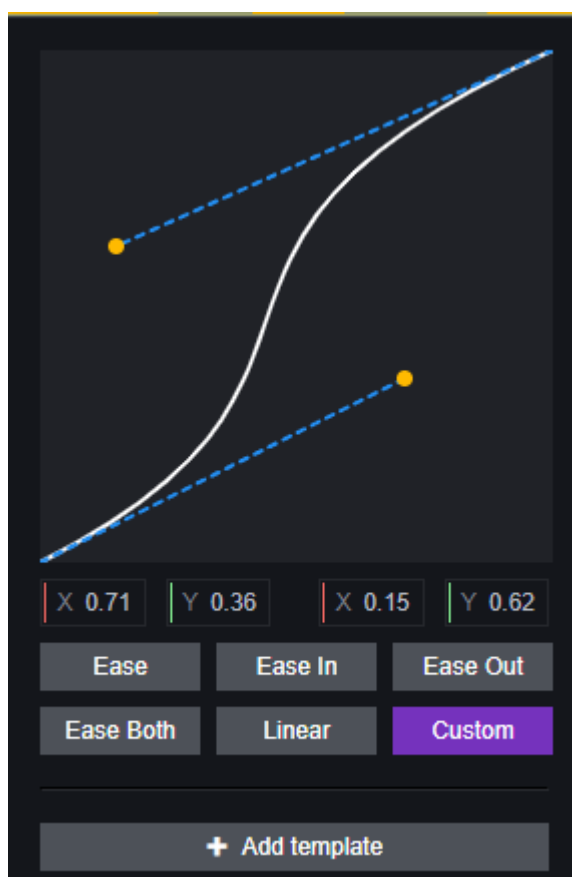 X 0.71 Y 0.36 X 0.15 Y 0.62
Ease Ease In Ease Out
Ease Both Linear Custom
+ Add template